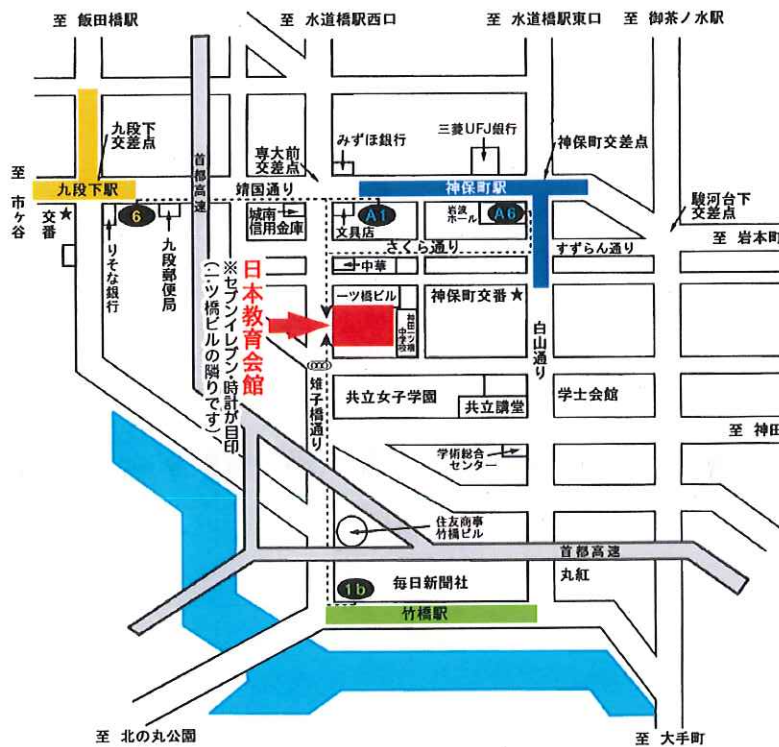 至 飯田橋駅
至 水道橋駅西口
至 水道橋駅東口
至 御茶ノ水駅
九段下
交差点
首都高速
専大前
交差点
みずほ銀行
三菱UFJ銀行
神保町交差点
至 市ヶ谷
九段下駅
靖国通り
神保町駅
駿河台下
交差点
交番★
6
城南
信用金庫
文具店
A1
岩波
ホール
A6
至 岩本町
りそな銀行
九段郵便局
さくら通り
すずらん通り
中華
日本教育会館
※セブンイレブン・時計が目印
(一ツ橋ビルの隣りです)
一ツ橋ビル
神田一ツ橋
中学校
神保町交番★
白山通り
雉子橋通り
共立女子学園
共立講堂
学士会館
至 神田
学術総合
センター
住友商事
竹橋ビル
首都高速
1b
毎日新聞社
丸紅
竹橋駅
至 北の丸公園
至 大手町